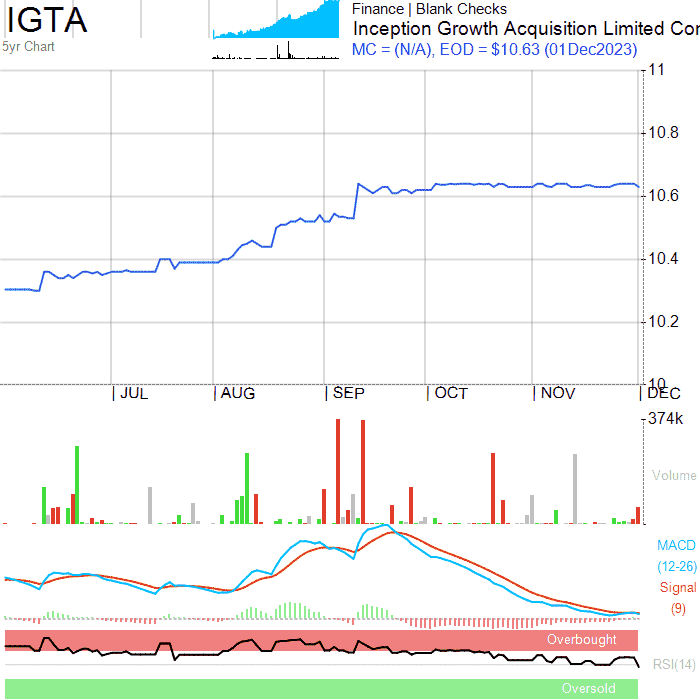 IGTA
5yr Chart
Finance | Blank Checks
Inception Growth Acquisition Limited Cor
MC = (N/A), EOD = $10.63 (01Dec2023)
11
10.8
10.6
10.4
10.2
10
| JUL | AUG | SEP | OCT | NOV | DEC
374k
Volume
MACD
(12-26)
Signal
(9)
Overbought
RSI(14)
Oversold